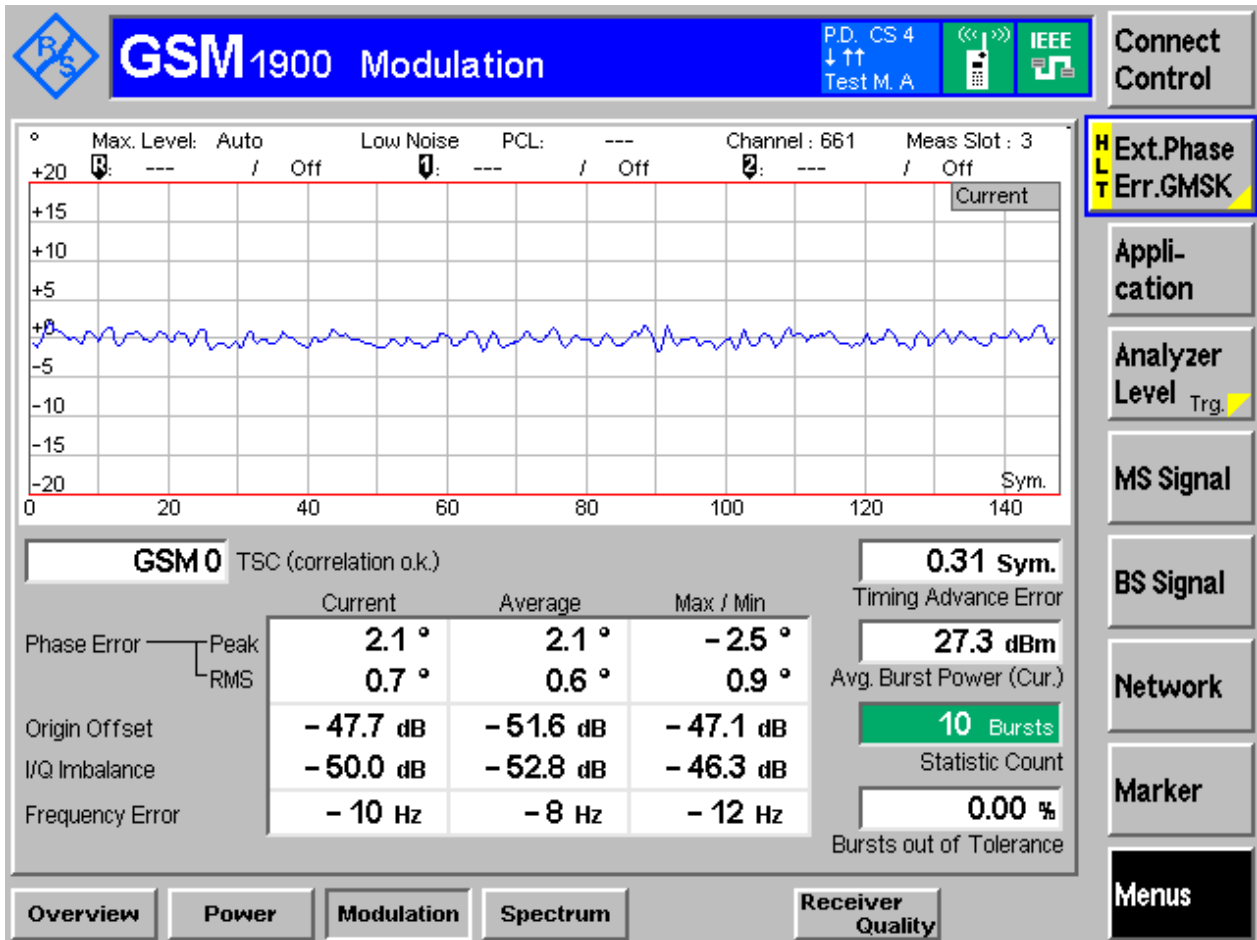 R/S
GSM 1900 Modulation
P.D. CS 4
↓ ↑↑
Test M. A
IEEE
Connect
Control
° Max. Level: Auto Low Noise PCL: --- Channel : 661 Meas Slot : 3
R: --- / Off 1: --- / Off 2: --- / Off
Current
+20
+15
+10
+5
+0
-5
-10
-15
-20
Sym.
0 20 40 60 80 100 120 140
H
L
T
Ext.Phase
Err.GMSK
Appli-
cation
Analyzer
Level Trg.
MS Signal
BS Signal
Network
Marker
Menus
GSM 0 TSC (correlation o.k.)
0.31 Sym.
Timing Advance Error
Current Average Max / Min
Phase Error Peak 2.1 ° 2.1 ° - 2.5 °
RMS 0.7 ° 0.6 ° 0.9 °
27.3 dBm
Avg. Burst Power (Cur.)
Origin Offset - 47.7 dB - 51.6 dB - 47.1 dB
I/Q Imbalance - 50.0 dB - 52.8 dB - 46.3 dB
Frequency Error - 10 Hz - 8 Hz - 12 Hz
10 Bursts
Statistic Count
0.00 %
Bursts out of Tolerance
Overview Power Modulation Spectrum
Receiver
Quality